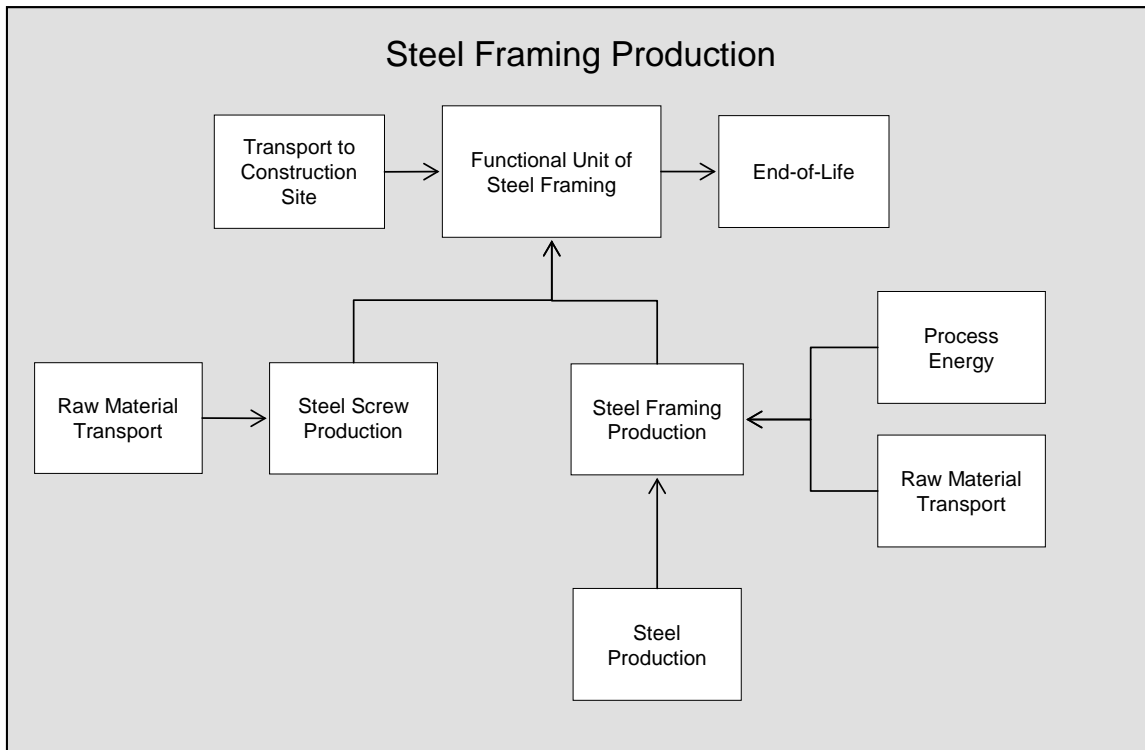 Steel Framing Production
Transport to
Construction
Site
Functional Unit of
Steel Framing
End-of-Life
Process
Energy
Raw Material
Transport
Steel Screw
Production
Steel Framing
Production
Raw Material
Transport
Steel
Production